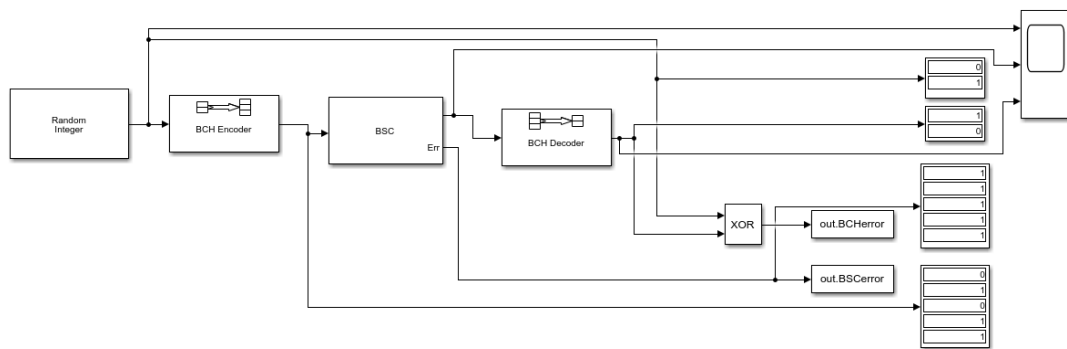 Random
Integer
BCH Encoder
BSC
Err
BCH Decoder
0
1
1
0
XOR
out.BCHerror
out.BSCerror
1
1
1
1
1
0
1
0
1
1